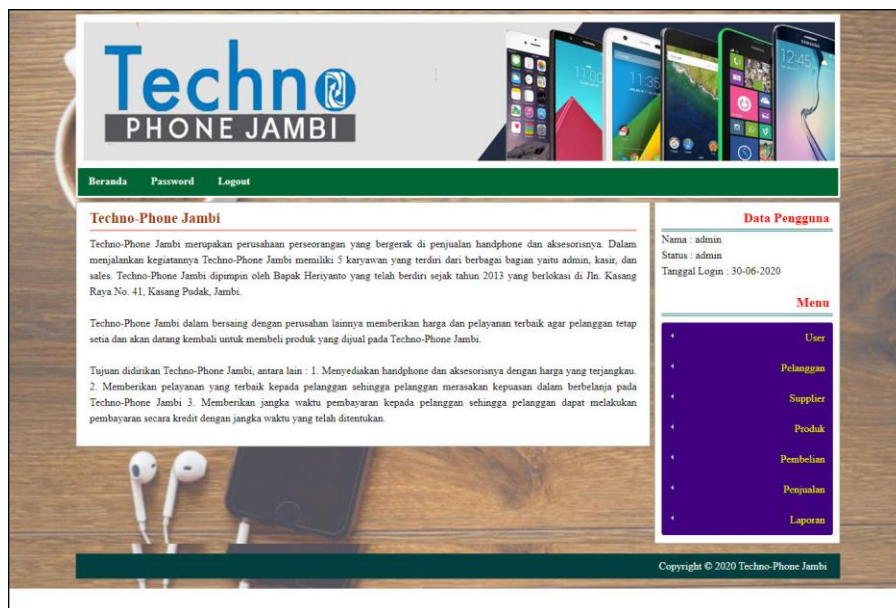 Techno
PHONE JAMBI
11:00
11:35
12:45
Beranda Password Logout
Techno-Phone Jambi
Techno-Phone Jambi merupakan perusahaan perseorangan yang bergerak di penjualan handphone dan aksesorisnya. Dalam
menjalankan kegiatannya Techno-Phone Jambi memiliki 5 karyawan yang terdiri dari berbagai bagian yaitu admin, kasir, dan
sales. Techno-Phone Jambi dipimpin oleh Bapak Heriyanto yang telah berdiri sejak tahun 2013 yang berlokasi di Jln. Kasang
Raya No. 41, Kasang Pudak, Jambi.
Techno-Phone Jambi dalam bersaing dengan perusahan lainnya memberikan harga dan pelayanan terbaik agar pelanggan tetap
setia dan akan datang kembali untuk membeli produk yang dijual pada Techno-Phone Jambi.
Tujuan didirikan Techno-Phone Jambi, antara lain : 1. Menyediakan handphone dan aksesorisnya dengan harga yang terjangkau.
2. Memberikan pelayanan yang terbaik kepada pelanggan sehingga pelanggan merasakan kepuasan dalam berbelanja pada
Techno-Phone Jambi 3. Memberikan jangka waktu pembayaran kepada pelanggan sehingga pelanggan dapat melakukan
pembayaran secara kredit dengan jangka waktu yang telah ditentukan.
Data Pengguna
Nama : admin
Status : admin
Tanggal Login : 30-06-2020
Menu
User
Pelanggan
Supplier
Produk
Pembelian
Penjualan
Laporan
Copyright © 2020 Techno-Phone Jambi